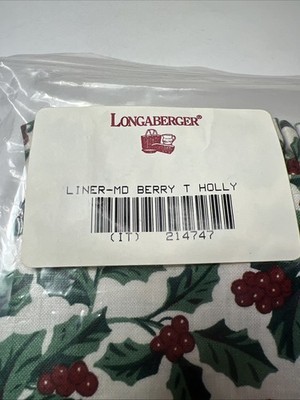 LONGABERGER®
LINER-MD BERRY T HOLLY
(IT) 214747